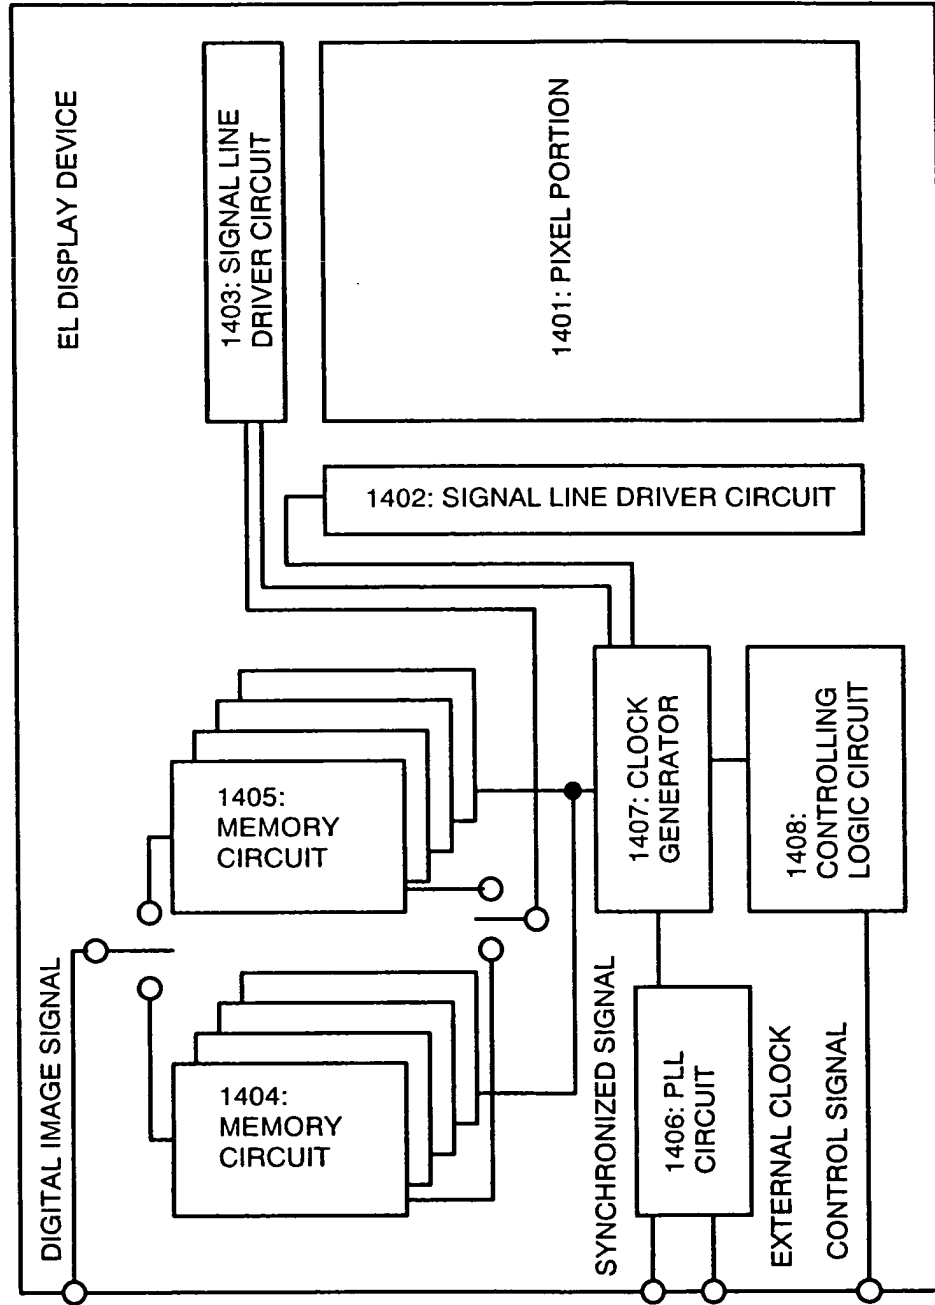 EL DISPLAY DEVICE
1403: SIGNAL LINE
DRIVER CIRCUIT
1401: PIXEL PORTION
1402: SIGNAL LINE DRIVER CIRCUIT
DIGITAL IMAGE SIGNAL
1405:
MEMORY
CIRCUIT
1404:
MEMORY
CIRCUIT
1407: CLOCK
GENERATOR
1408:
CONTROLLING
LOGIC CIRCUIT
SYNCHRONIZED SIGNAL
1406: PLL
CIRCUIT
EXTERNAL CLOCK
CONTROL SIGNAL